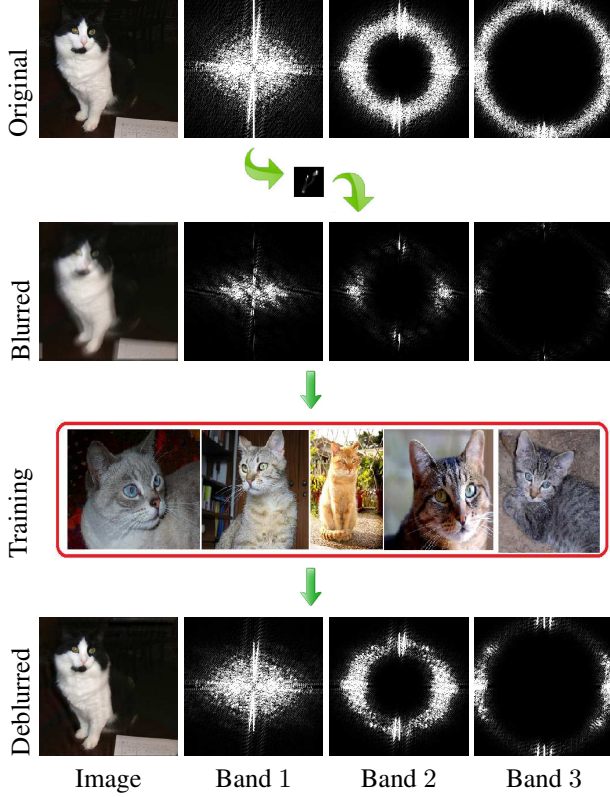 Original
Blurred
Training
Deblurred
Image Band 1 Band 2 Band 3